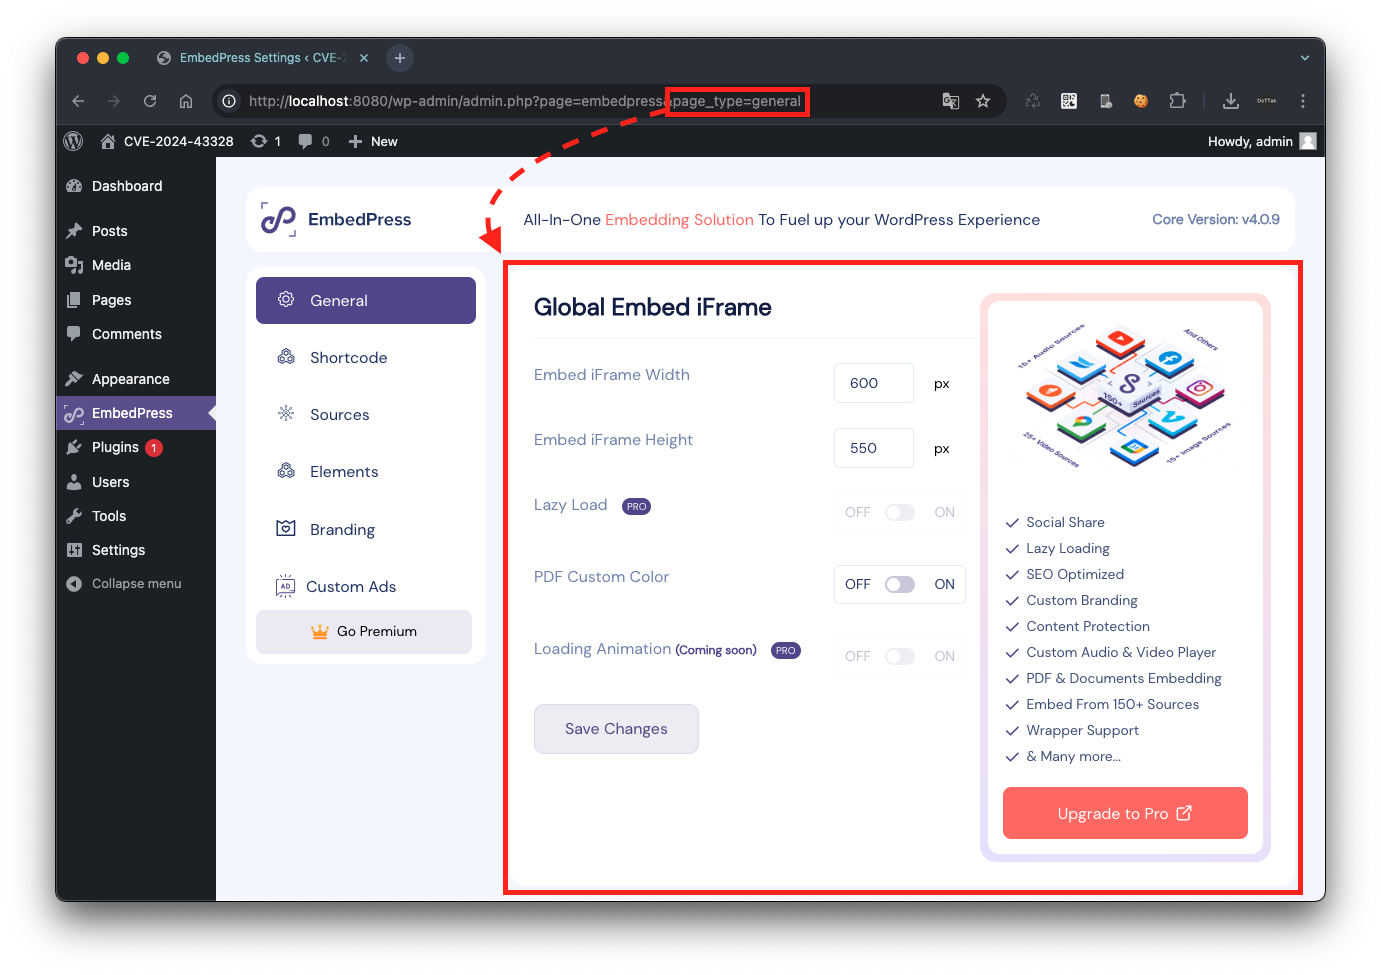 EmbedPress Settings ‹ CVE-2
http://localhost:8080/wp-admin/admin.php?page=embedpress&page_type=general
DoTTak
CVE-2024-43328
1
0
New
Howdy, admin
Dashboard
Posts
Media
Pages
Comments
Appearance
EmbedPress
Plugins 1
Users
Tools
Settings
Collapse menu
EmbedPress
All-In-One Embedding Solution To Fuel up your WordPress Experience
Core Version: v4.0.9
General
Shortcode
Sources
Elements
Branding
AD
Custom Ads
Go Premium
Global Embed iFrame
Embed iFrame Width
600
px
Embed iFrame Height
550
px
Lazy Load PRO
OFF ON
PDF Custom Color
OFF ON
Loading Animation (Coming soon) PRO
OFF ON
Save Changes
15+ Audio Sources
And Others
150+ Sources
25+ Video Sources
15+ Image Sources
Social Share
Lazy Loading
SEO Optimized
Custom Branding
Content Protection
Custom Audio & Video Player
PDF & Documents Embedding
Embed From 150+ Sources
Wrapper Support
& Many more...
Upgrade to Pro